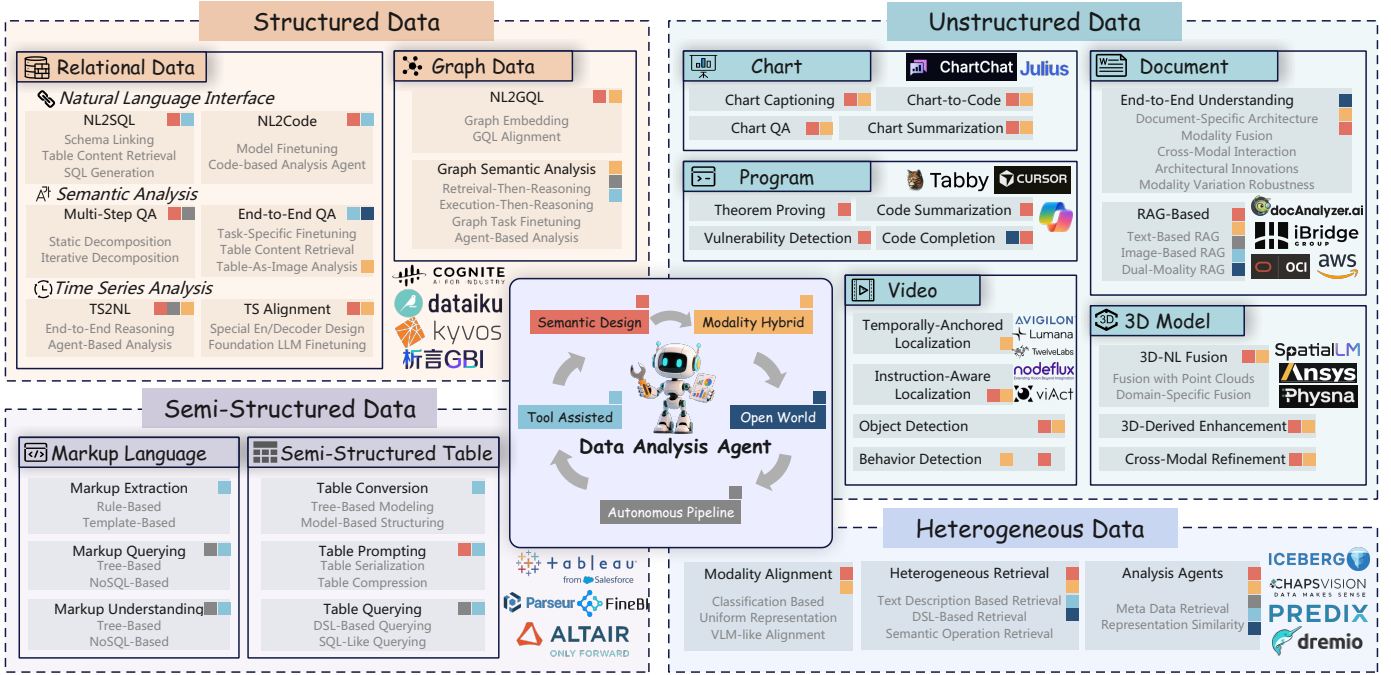 Structured Data
Relational Data
Natural Language Interface
NL2SQL
Schema Linking
Table Content Retrieval
SQL Generation
NL2Code
Model Finetuning
Code-based Analysis Agent
Semantic Analysis
Multi-Step QA
Static Decomposition
Iterative Decomposition
End-to-End QA
Task-Specific Finetuning
Table Content Retrieval
Table-As-Image Analysis
Time Series Analysis
TS2NL
End-to-End Reasoning
Agent-Based Analysis
TS Alignment
Special En/Decoder Design
Foundation LLM Finetuning
Graph Data
NL2GQL
Graph Embedding
GQL Alignment
Graph Semantic Analysis
Retreival-Then-Reasoning
Execution-Then-Reasoning
Graph Task Finetuning
Agent-Based Analysis
COGNITE
AI FOR INDUSTRY
dataiku
kyvos
析言GBI
Unstructured Data
Chart
ChartChat
Julius
Chart Captioning
Chart-to-Code
Chart QA
Chart Summarization
Program
Tabby
CURSOR
Theorem Proving
Code Summarization
Vulnerability Detection
Code Completion
Document
End-to-End Understanding
Document-Specific Architecture
Modality Fusion
Cross-Modal Interaction
Architectural Innovations
Modality Variation Robustness
RAG-Based
Text-Based RAG
Image-Based RAG
Dual-Moality RAG
docAnalyzer.ai
iBridge
GROUP
OCI
aws
Video
Temporally-Anchored
Localization
Instruction-Aware
Localization
Object Detection
Behavior Detection
AVIGILON
Lumana
TwelveLabs
nodeflux
viAct
3D Model
3D-NL Fusion
Fusion with Point Clouds
Domain-Specific Fusion
3D-Derived Enhancement
Cross-Modal Refinement
SpatialLM
Ansys
Physna
Semantic Design
Modality Hybrid
Tool Assisted
Open World
Data Analysis Agent
Autonomous Pipeline
Semi-Structured Data
Markup Language
Markup Extraction
Rule-Based
Template-Based
Markup Querying
Tree-Based
NoSQL-Based
Markup Understanding
Tree-Based
NoSQL-Based
Semi-Structured Table
Table Conversion
Tree-Based Modeling
Model-Based Structuring
Table Prompting
Table Serialization
Table Compression
Table Querying
DSL-Based Querying
SQL-Like Querying
tableau
from Salesforce
Parseur
FineBI
ALTAIR
ONLY FORWARD
Heterogeneous Data
Modality Alignment
Classification Based
Uniform Representation
VLM-like Alignment
Heterogeneous Retrieval
Text Description Based Retrieval
DSL-Based Retrieval
Semantic Operation Retrieval
Analysis Agents
Meta Data Retrieval
Representation Similarity
ICEBERG
CHAPSVISION
DATA MAKES SENSE
PREDIX
dremio